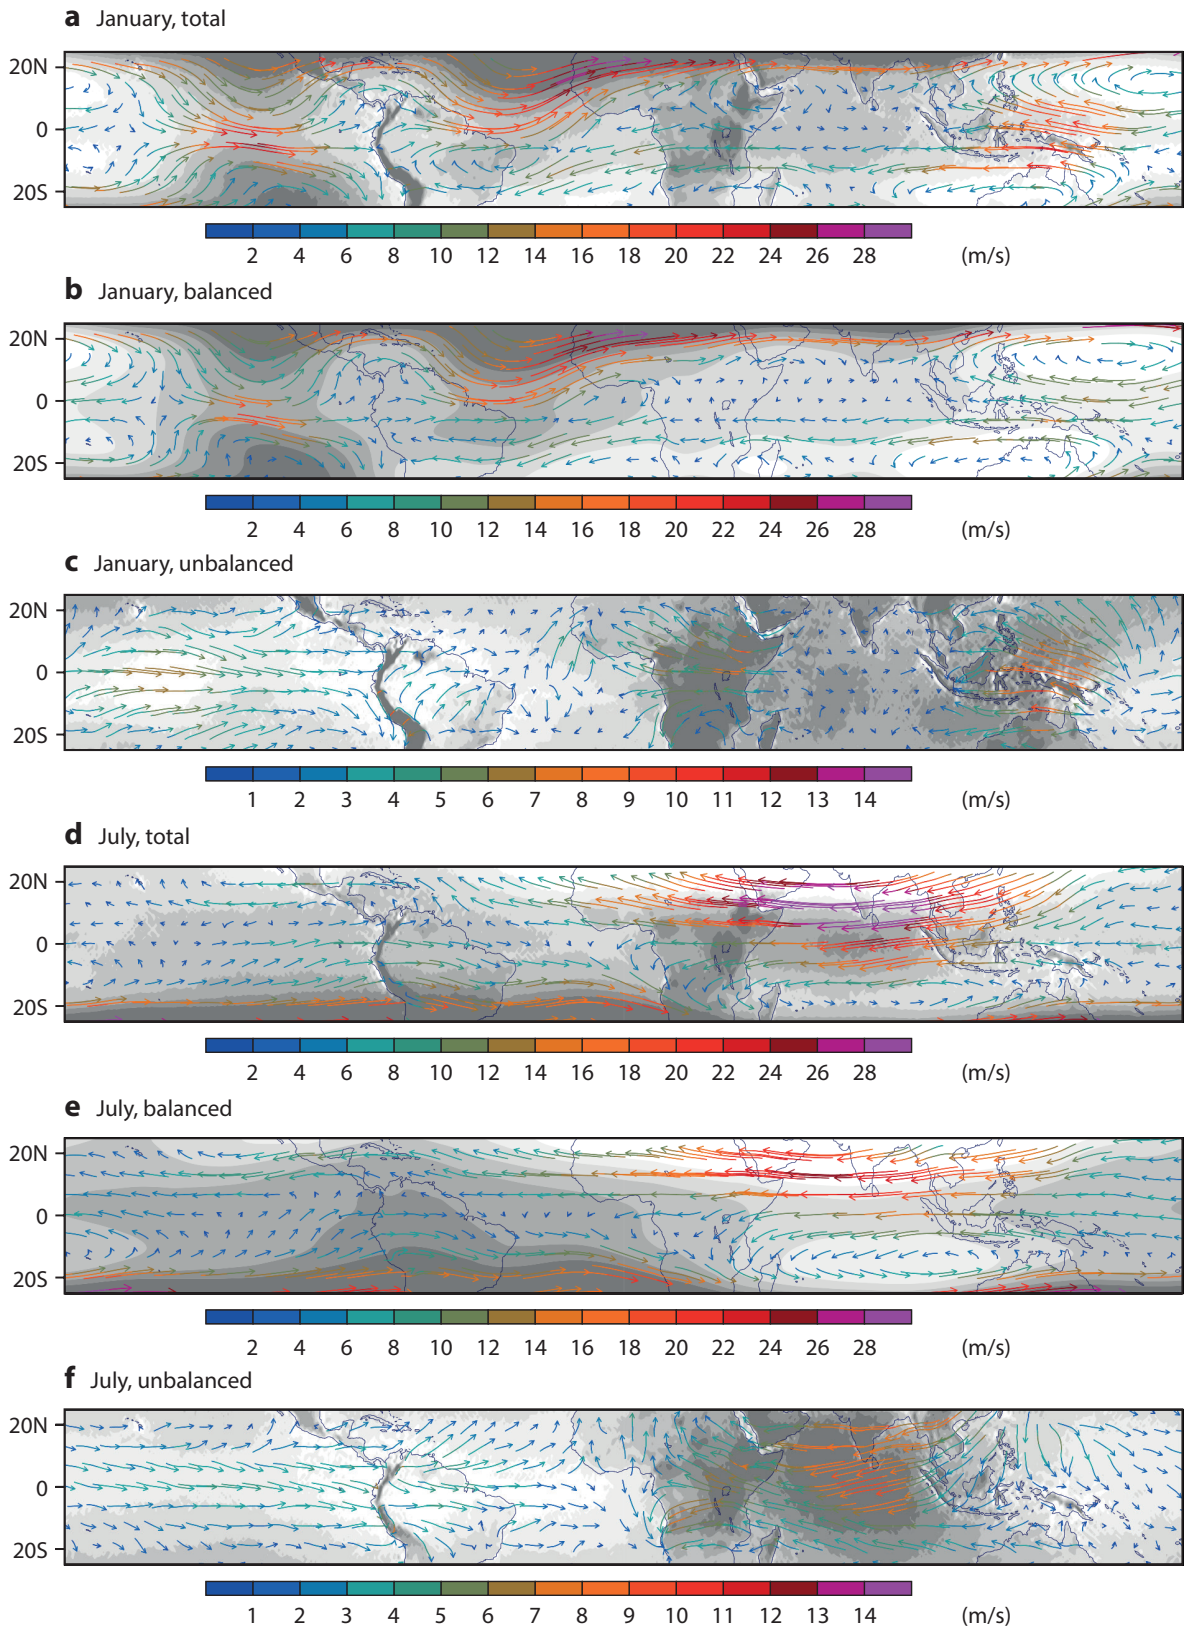 a January, total
20N
0
20S
2 4 6 8 10 12 14 16 18 20 22 24 26 28 (m/s)
b January, balanced
20N
0
20S
2 4 6 8 10 12 14 16 18 20 22 24 26 28 (m/s)
c January, unbalanced
20N
0
20S
1 2 3 4 5 6 7 8 9 10 11 12 13 14 (m/s)
d July, total
20N
0
20S
2 4 6 8 10 12 14 16 18 20 22 24 26 28 (m/s)
e July, balanced
20N
0
20S
2 4 6 8 10 12 14 16 18 20 22 24 26 28 (m/s)
f July, unbalanced
20N
0
20S
1 2 3 4 5 6 7 8 9 10 11 12 13 14 (m/s)